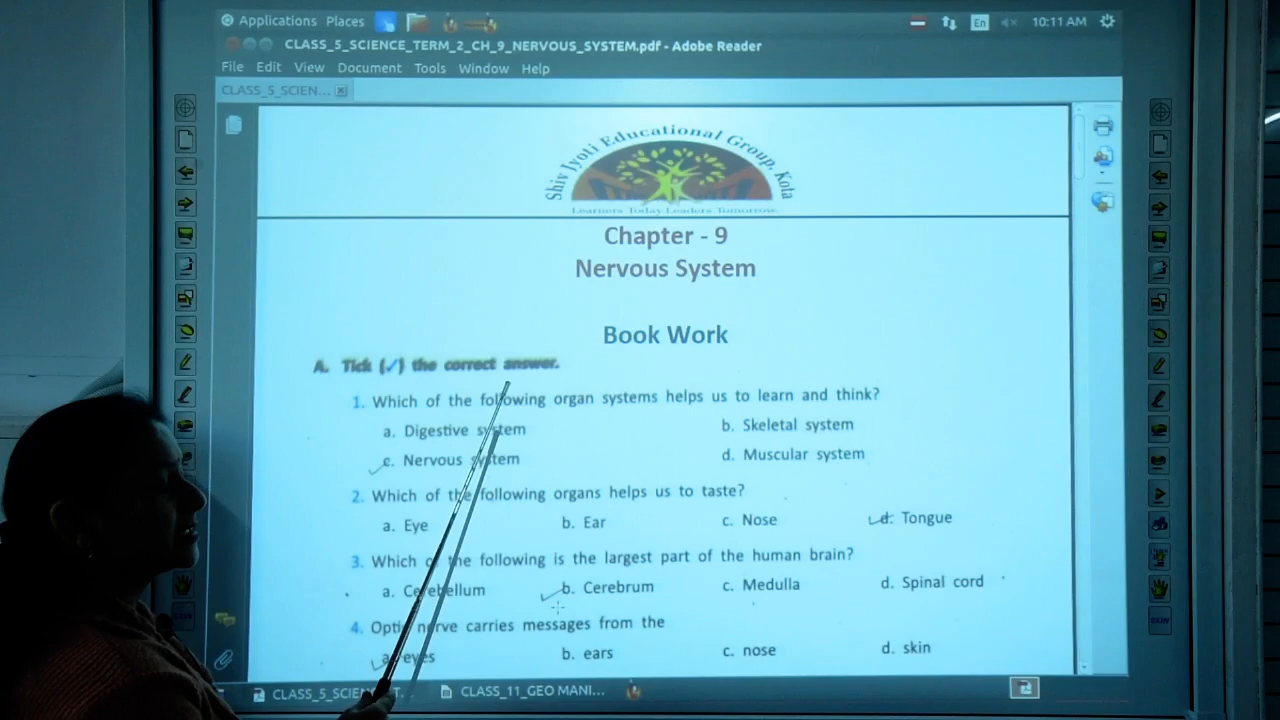 Applications Places En 10:11 AM
CLASS_5_SCIENCE_TERM_2_CH_9_NERVOUS_SYSTEM.pdf - Adobe Reader
File Edit View Document Tools Window Help
CLASS_5_SCIEN...
Shiv Jyoti Educational Group, Kota
Learners Today Leaders Tomorrow
Chapter - 9
Nervous System
Book Work
A. Tick (✓) the correct answer.
1. Which of the following organ systems helps us to learn and think?
a. Digestive system b. Skeletal system
c. Nervous system d. Muscular system
2. Which of the following organs helps us to taste?
a. Eye b. Ear c. Nose d. Tongue
3. Which of the following is the largest part of the human brain?
a. Cerebellum b. Cerebrum c. Medulla d. Spinal cord
4. Optic nerve carries messages from the
a. eyes b. ears c. nose d. skin
CLASS_5_SCIENCE_T... CLASS_11_GEO MANI...